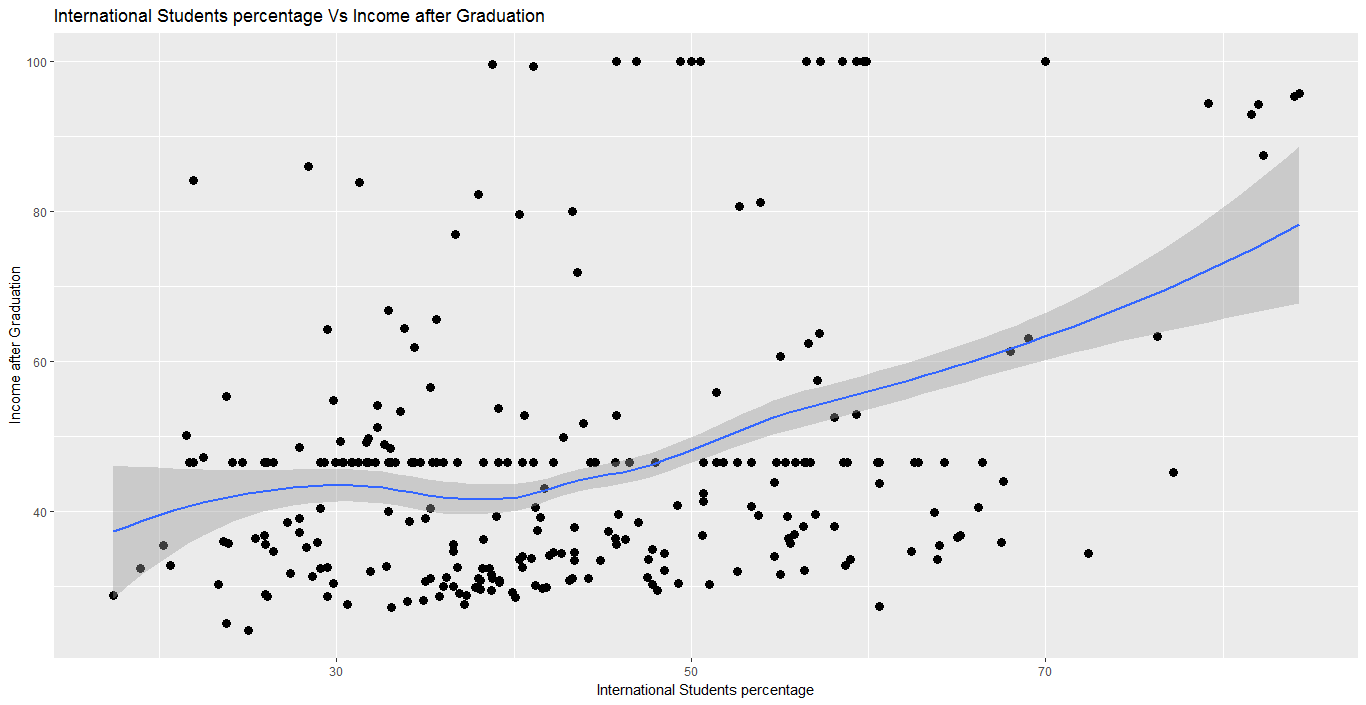 International Students percentage Vs Income after Graduation
100
80
60
40
Income after Graduation
30
50
70
International Students percentage